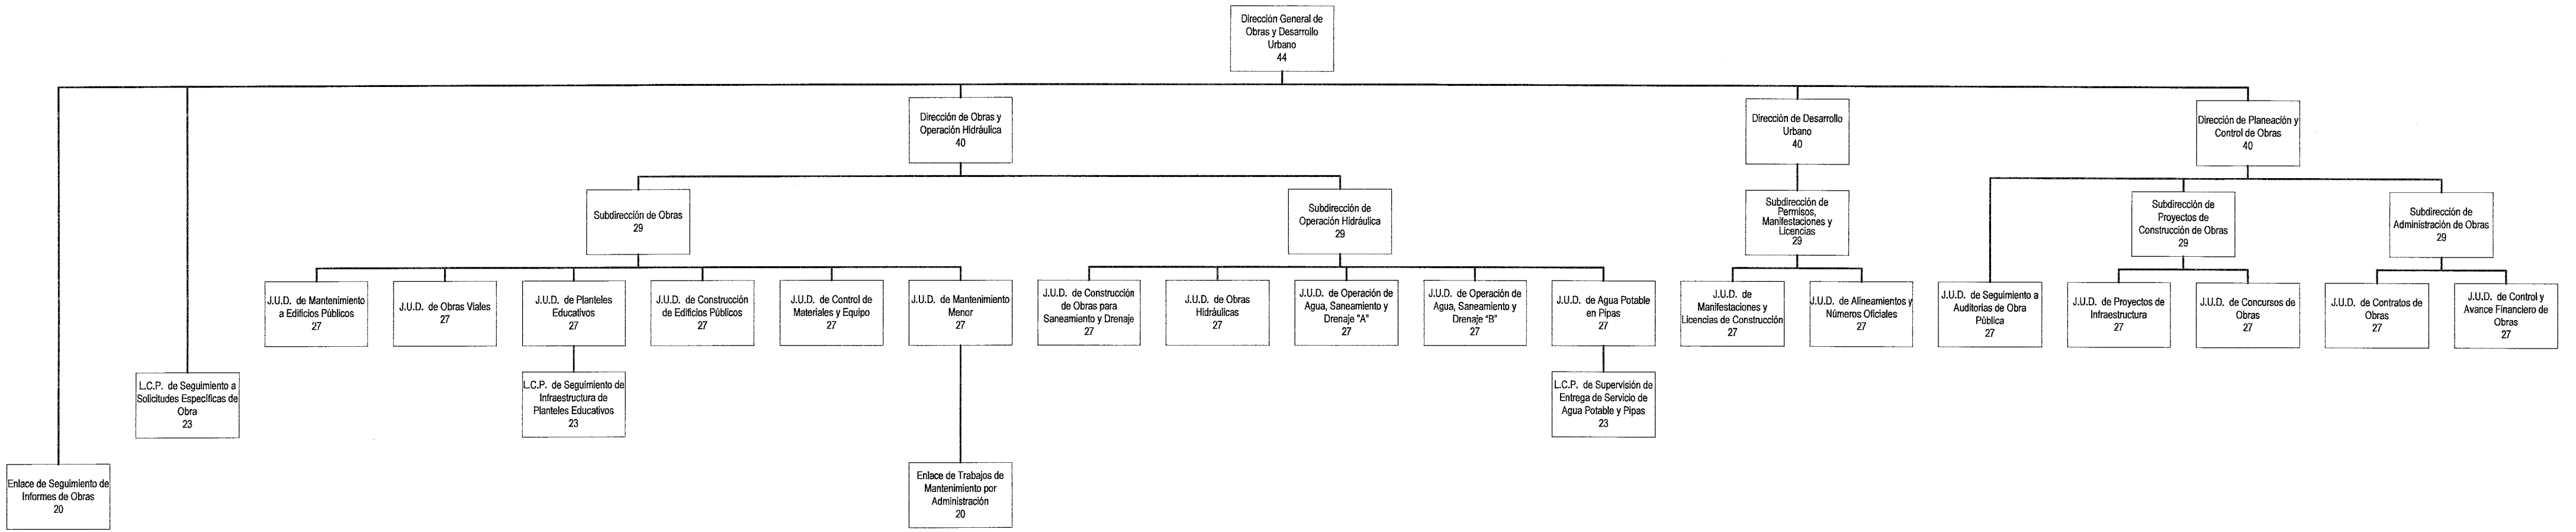 Dirección General de
Obras y Desarrollo
Urbano
44
Dirección de Obras y
Operación Hidráulica
40
Dirección de Desarrollo
Urbano
40
Dirección de Planeación y
Control de Obras
40
Subdirección de Obras
29
Subdirección de
Operación Hidráulica
29
Subdirección de
Permisos,
Manifestaciones y
Licencias
29
Subdirección de
Proyectos de
Construcción de Obras
29
Subdirección de
Administración de Obras
29
J.U.D. de Mantenimiento
a Edificios Públicos
27
J.U.D. de Obras Viales
27
J.U.D. de Planteles
Educativos
27
J.U.D. de Construcción
de Edificios Públicos
27
J.U.D. de Control de
Materiales y Equipo
27
J.U.D. de Mantenimiento
Menor
27
J.U.D. de Construcción
de Obras para
Saneamiento y Drenaje
27
J.U.D. de Obras
Hidráulicas
27
J.U.D. de Operación de
Agua, Saneamiento y
Drenaje "A"
27
J.U.D. de Operación de
Agua, Saneamiento y
Drenaje "B"
27
J.U.D. de Agua Potable
en Pipas
27
J.U.D. de
Manifestaciones y
Licencias de Construcción
27
J.U.D. de Alineamientos y
Números Oficiales
27
J.U.D. de Seguimiento a
Auditorias de Obra
Pública
27
J.U.D. de Proyectos de
Infraestructura
27
J.U.D. de Concursos de
Obras
27
J.U.D. de Contratos de
Obras
27
J.U.D. de Control y
Avance Financiero de
Obras
27
L.C.P. de Seguimiento a
Solicitudes Específicas de
Obra
23
L.C.P. de Seguimiento de
Infraestructura de
Planteles Educativos
23
L.C.P. de Supervisión de
Entrega de Servicio de
Agua Potable y Pipas
23
Enlace de Seguimiento de
Informes de Obras
20
Enlace de Trabajos de
Mantenimiento por
Administración
20